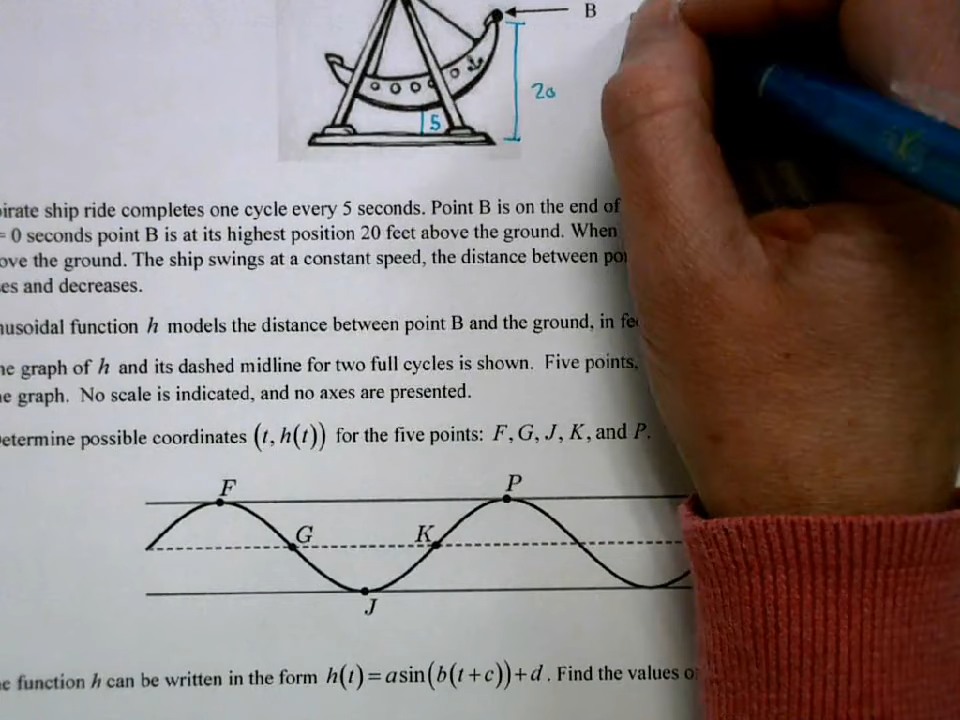 B
20
5
irate ship ride completes one cycle every 5 seconds. Point B is on the end of
= 0 seconds point B is at its highest position 20 feet above the ground. When
ove the ground. The ship swings at a constant speed, the distance between po
es and decreases.
nusoidal function h models the distance between point B and the ground, in fe
he graph of h and its dashed midline for two full cycles is shown. Five points,
e graph. No scale is indicated, and no axes are presented.
etermine possible coordinates (t, h(t)) for the five points: F, G, J, K, and P.
F
P
G
K
J
e function h can be written in the form h(t) = a sin(b(t + c)) + d. Find the values o